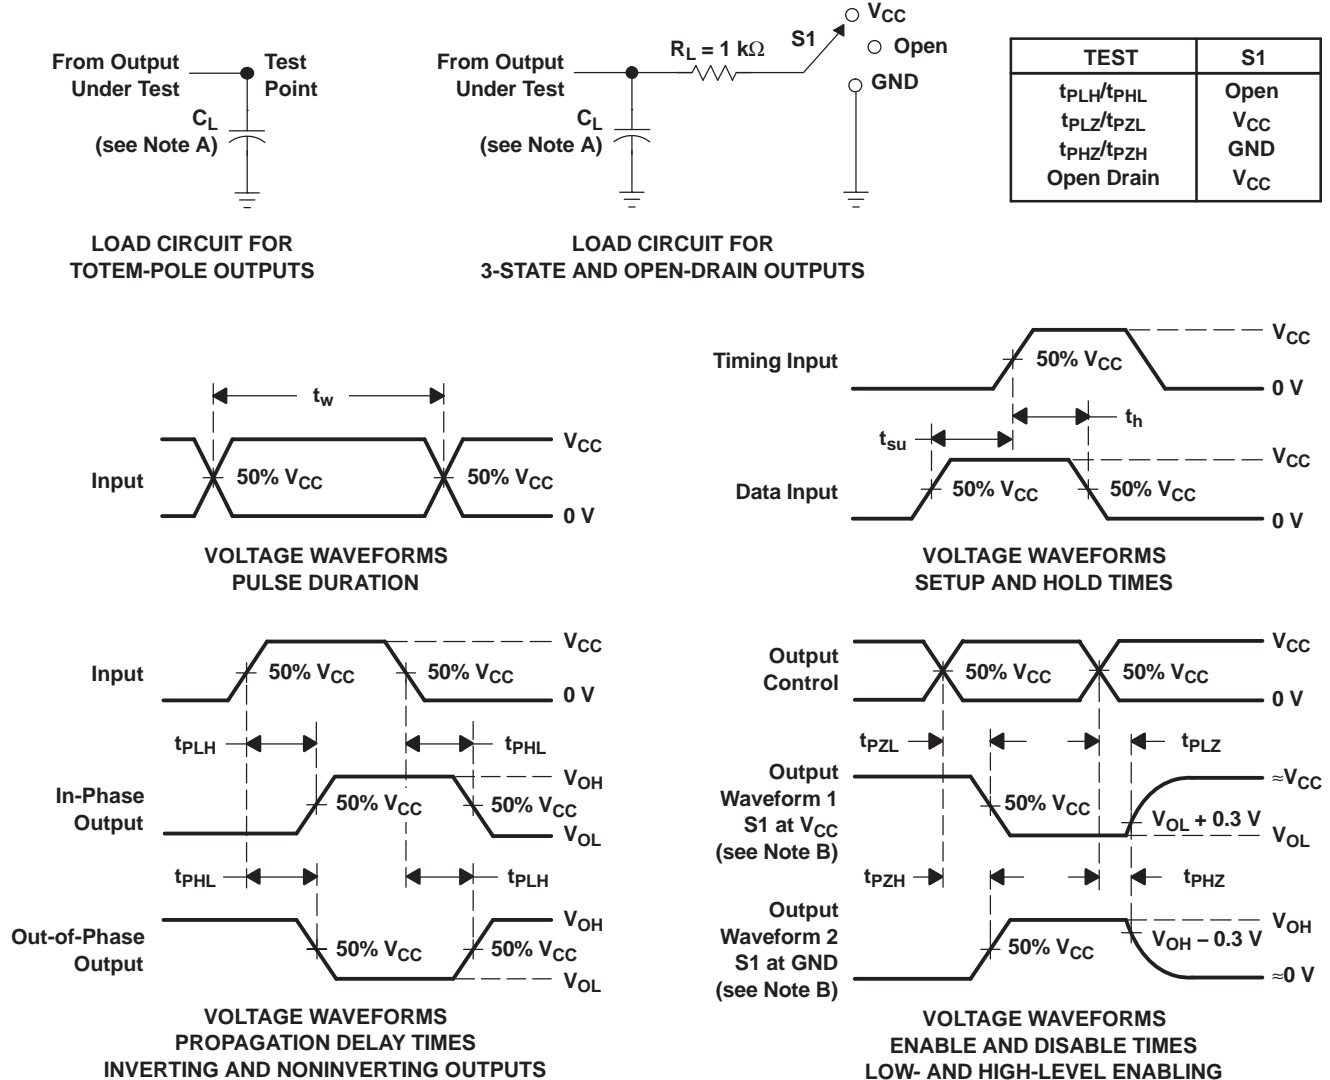 From Output
Under Test
Test
Point
CL
(see Note A)
LOAD CIRCUIT FOR
TOTEM-POLE OUTPUTS
From Output
Under Test
RL = 1 kΩ
S1
VCC
Open
GND
CL
(see Note A)
LOAD CIRCUIT FOR
3-STATE AND OPEN-DRAIN OUTPUTS
TEST S1
tPLH/tPHL Open
tPLZ/tPZL VCC
tPHZ/tPZH GND
Open Drain VCC
tw
Input
50% VCC
50% VCC
VCC
0 V
VOLTAGE WAVEFORMS
PULSE DURATION
Timing Input
50% VCC
VCC
0 V
th
tsu
Data Input
50% VCC
50% VCC
VCC
0 V
VOLTAGE WAVEFORMS
SETUP AND HOLD TIMES
Input
50% VCC
50% VCC
VCC
0 V
tPLH
tPHL
In-Phase
Output
50% VCC
50% VCC
VOH
VOL
tPHL
tPLH
Out-of-Phase
Output
50% VCC
50% VCC
VOH
VOL
VOLTAGE WAVEFORMS
PROPAGATION DELAY TIMES
INVERTING AND NONINVERTING OUTPUTS
Output
Control
50% VCC
50% VCC
VCC
0 V
tPZL
tPLZ
Output
Waveform 1
S1 at VCC
(see Note B)
50% VCC
VOL + 0.3 V
≈VCC
VOL
tPZH
tPHZ
Output
Waveform 2
S1 at GND
(see Note B)
50% VCC
VOH − 0.3 V
VOH
≈0 V
VOLTAGE WAVEFORMS
ENABLE AND DISABLE TIMES
LOW- AND HIGH-LEVEL ENABLING